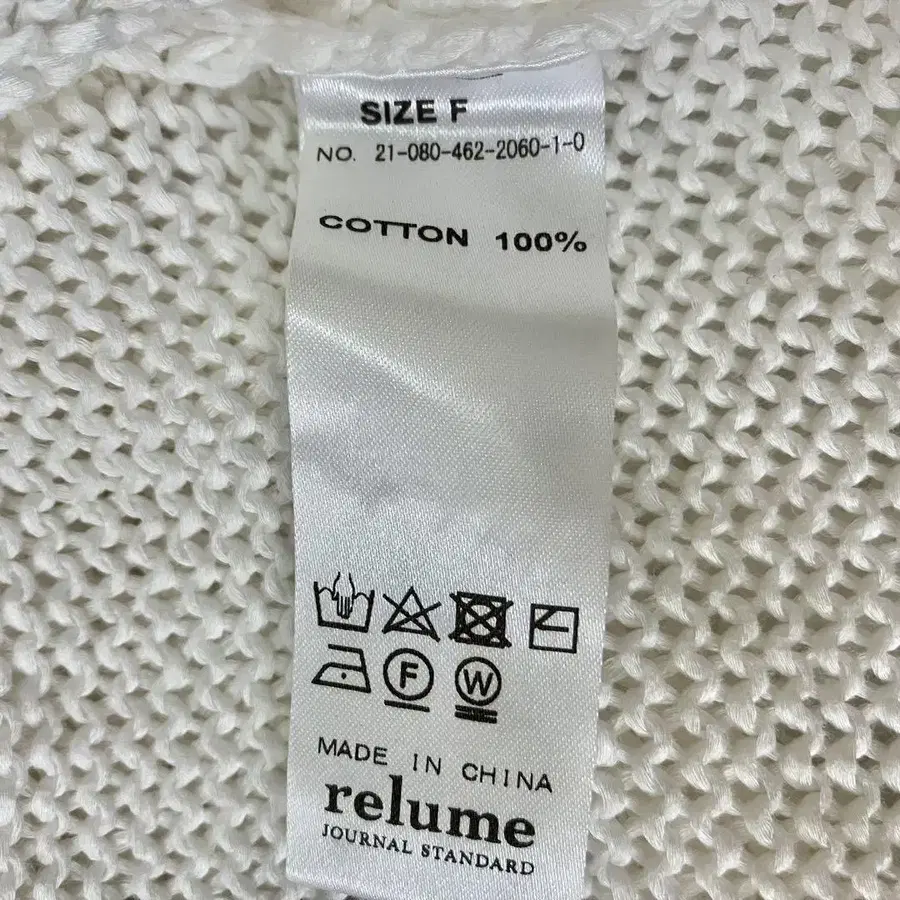 SIZE F
NO. 21-080-462-2060-1-0
COTTON 100%
F
W
MADE IN CHINA
relume
JOURNAL STANDARD